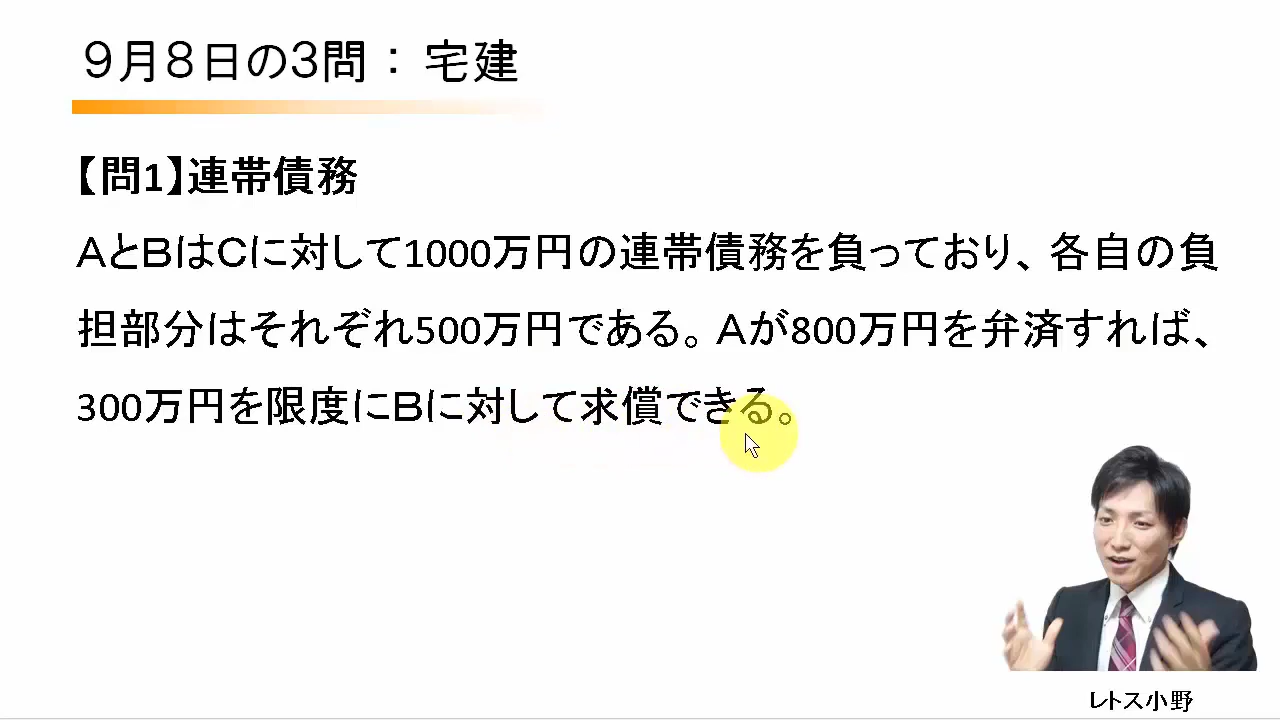 ９月８日の３問：宅建
【問1】連帯債務
ＡとＢはＣに対して1000万円の連帯債務を負っており、各自の負
担部分はそれぞれ500万円である。Ａが800万円を弁済すれば、
300万円を限度にＢに対して求償できる。
レトス小野